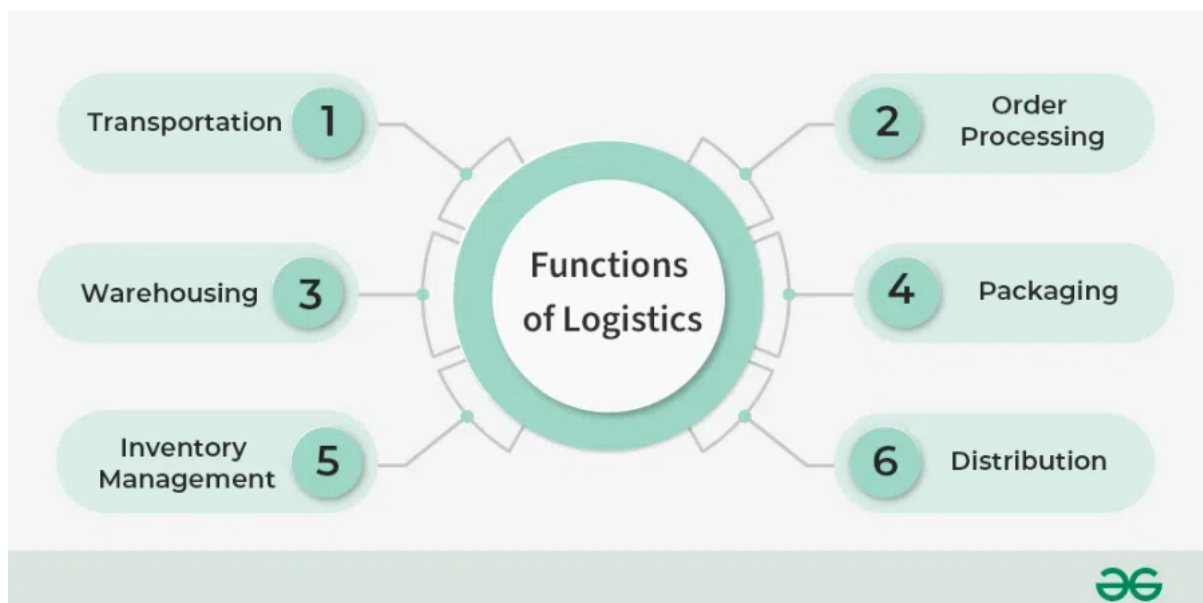 Transportation 1
2 Order
Processing
Functions
of Logistics
Warehousing 3
4 Packaging
Inventory
Management 5
6 Distribution